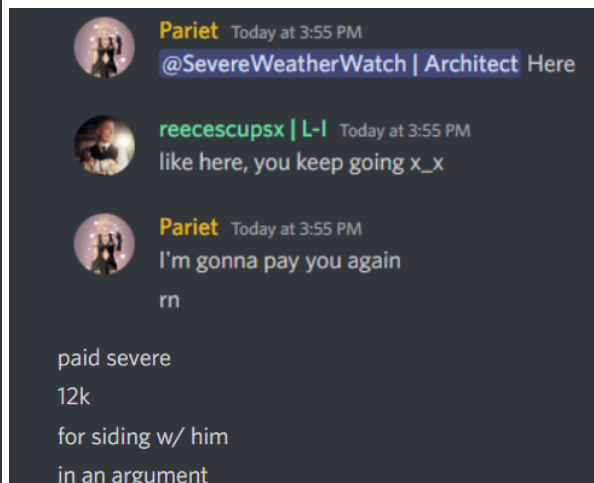 Pariet Today at 3:55 PM
@SevereWeatherWatch | Architect Here
reecescupsx | L-I Today at 3:55 PM
like here, you keep going x_x
Pariet Today at 3:55 PM
I'm gonna pay you again
rn
paid severe
12k
for siding w/ him
in an argument